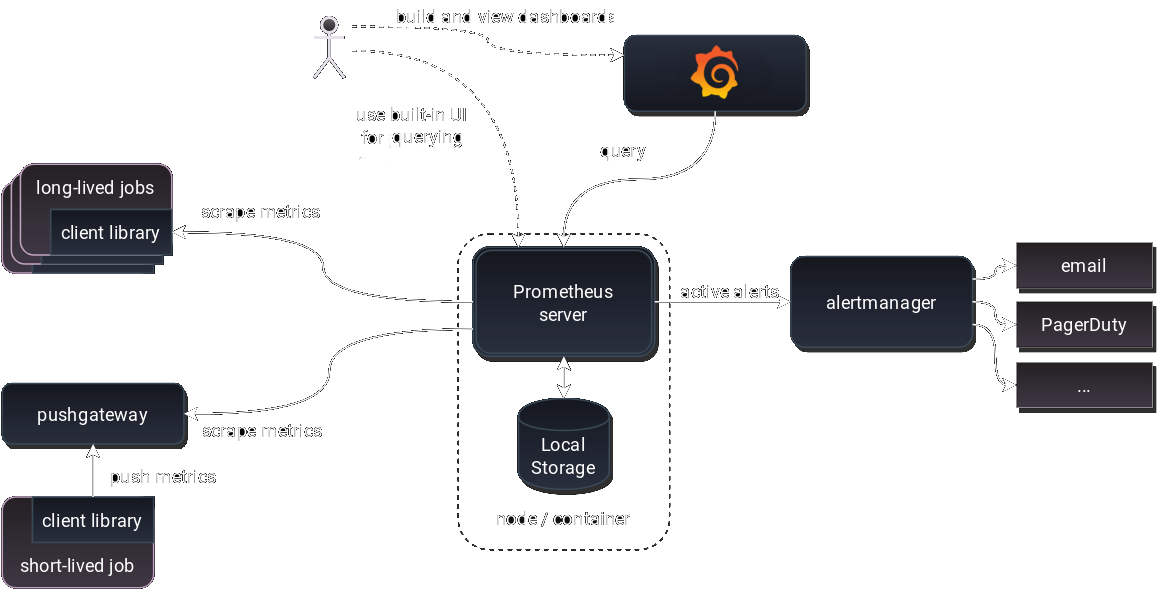 build and view dashboards
use built-in UI
for querying
query
long-lived jobs
client library
scrape metrics
Prometheus
server
active alerts
alertmanager
email
PagerDuty
...
pushgateway
scrape metrics
Local
Storage
push metrics
node / container
client library
short-lived job